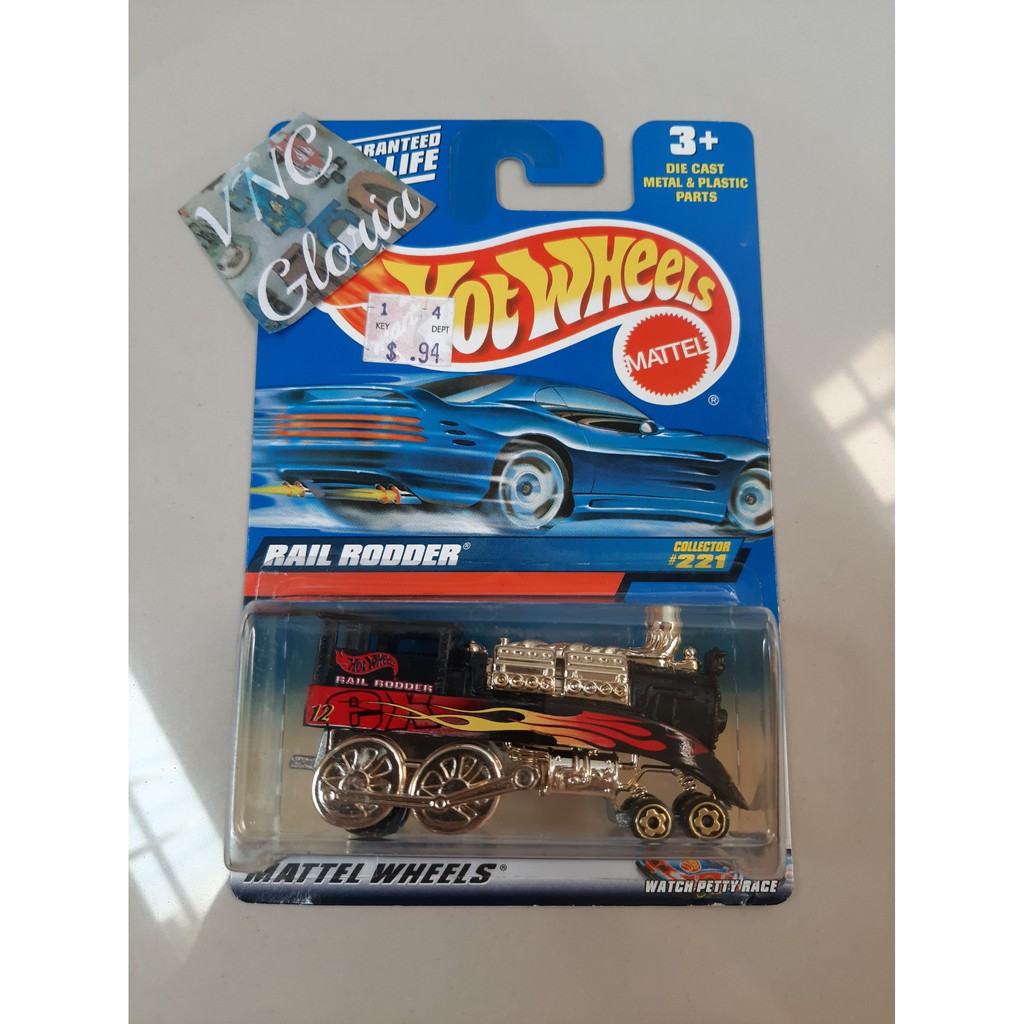 VNC
Gloria
RANTEED
LIFE
3+
DIE CAST
METAL & PLASTIC
PARTS
HOT WHEELS
MATTEL
®
1 4
KEY DEPT
$ .94
RAIL RODDER®
COLLECTOR
#221
HOT WHEELS
RAIL RODDER
12
MATTEL WHEELS®
WATCH PETTY RACE